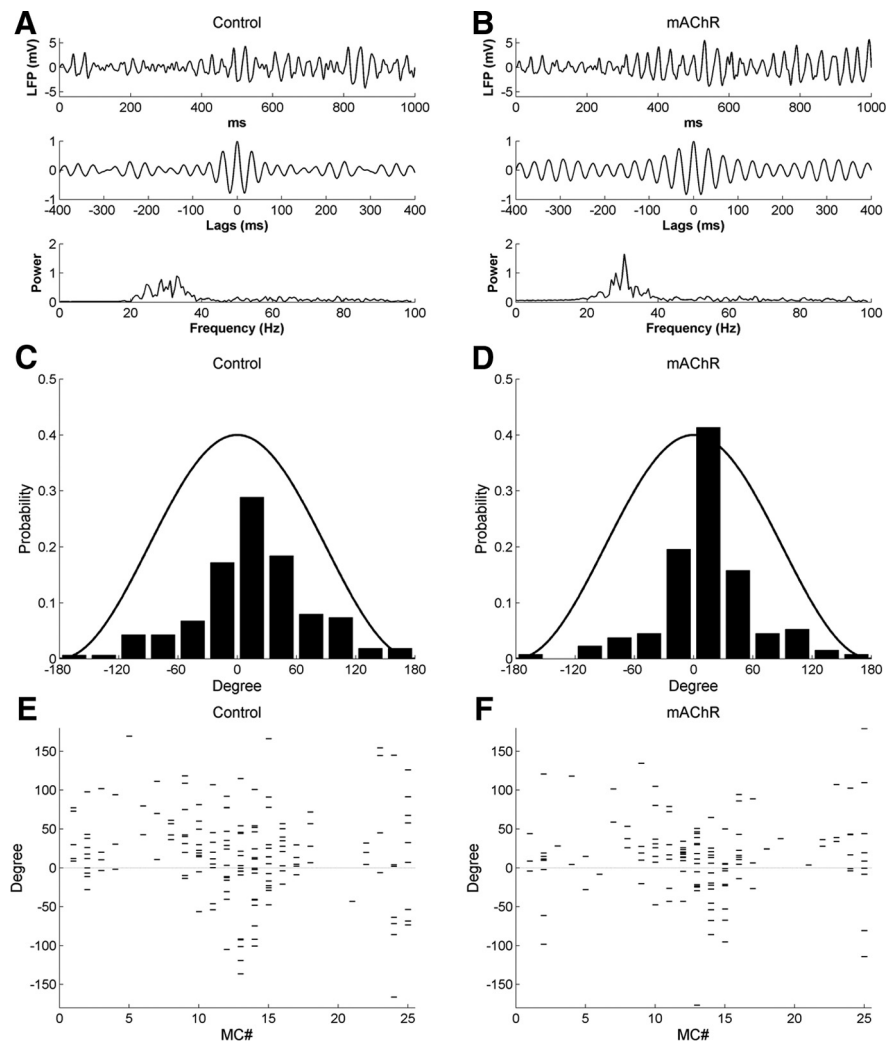 A
Control
LFP (mV)
5
0
-5
0 200 400 600 800 1000
ms
1
0
1
-400 -300 -200 -100 0 100 200 300 400
Lags (ms)
Power
2
1
0
0 20 40 60 80 100
Frequency (Hz)
B
mAChR
LFP (mV)
5
0
-5
0 200 400 600 800 1000
ms
1
0
1
-400 -300 -200 -100 0 100 200 300 400
Lags (ms)
Power
2
1
0
0 20 40 60 80 100
Frequency (Hz)
C
Control
Probability
0.5
0.4
0.3
0.2
0.1
0
-180 -120 -60 0 60 120 180
Degree
D
mAChR
Probability
0.5
0.4
0.3
0.2
0.1
0
-180 -120 -60 0 60 120 180
Degree
E
Control
Degree
150
100
50
0
-50
-100
-150
0 5 10 15 20 25
MC#
F
mAChR
Degree
150
100
50
0
-50
-100
-150
0 5 10 15 20 25
MC#